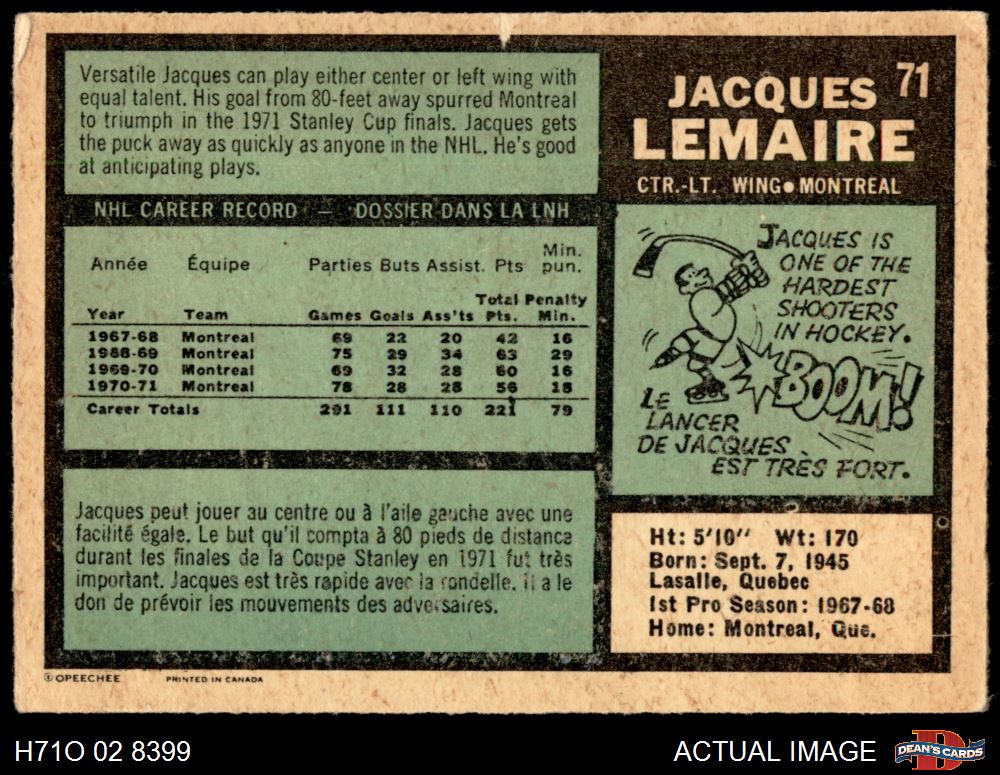 Versatile Jacques can play either center or left wing with
equal talent. His goal from 80-feet away spurred Montreal
to triumph in the 1971 Stanley Cup finals. Jacques gets
the puck away as quickly as anyone in the NHL. He's good
at anticipating plays.
JACQUES 71
LEMAIRE
CTR.-LT. WING●MONTREAL
NHL CAREER RECORD — DOSSIER DANS LA LNH
Année Équipe Parties Buts Assist. Pts Min. pun.
Year Team Games Goals Ass'ts Total Pts. Penalty Min.
1967-68 Montreal 69 22 20 42 16
1968-69 Montreal 75 29 34 63 29
1969-70 Montreal 69 32 28 60 16
1970-71 Montreal 78 28 28 56 18
Career Totals 291 111 110 221 79
JACQUES IS
ONE OF THE
HARDEST
SHOOTERS
IN HOCKEY.
BOOM!
LE
LANCER
DE JACQUES
EST TRÈS FORT.
Jacques peut jouer au centre ou à l'aile gauche avec une
facilité égale. Le but qu'il compta à 80 pieds de distance
durant les finales de la Coupe Stanley en 1971 fut très
important. Jacques est très rapide avec la rondelle. Il a le
don de prévoir les mouvements des adversaires.
Ht: 5'10" Wt: 170
Born: Sept. 7, 1945
Lasalle, Quebec
1st Pro Season: 1967-68
Home: Montreal, Que.
© OPEECHEE PRINTED IN CANADA
H71O 02 8399
ACTUAL IMAGE
D
DEAN'S CARDS